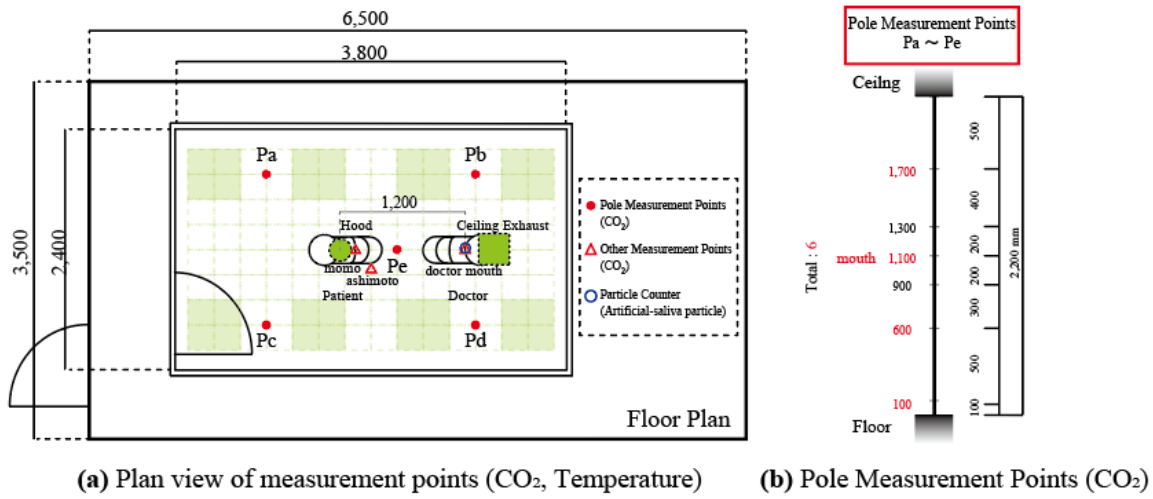 6,500
3,800
3,500
2,400
Pa
Pb
1,200
Hood
Ceiling Exhaust
momo
ashimoto
Pe
doctor mouth
Patient
Doctor
Pc
Pd
Floor Plan
Pole Measurement Points
(CO₂)
Other Measurement Points
(CO₂)
Particle Counter
(Artificial-saliva particle)
(a) Plan view of measurement points (CO₂, Temperature)
Pole Measurement Points
Pa ～ Pe
Ceilng
1,700
1,300
mouth 1,100
900
600
100
Floor
Total : 6
500
400
200
200
300
500
100
2,200 mm
(b) Pole Measurement Points (CO₂)